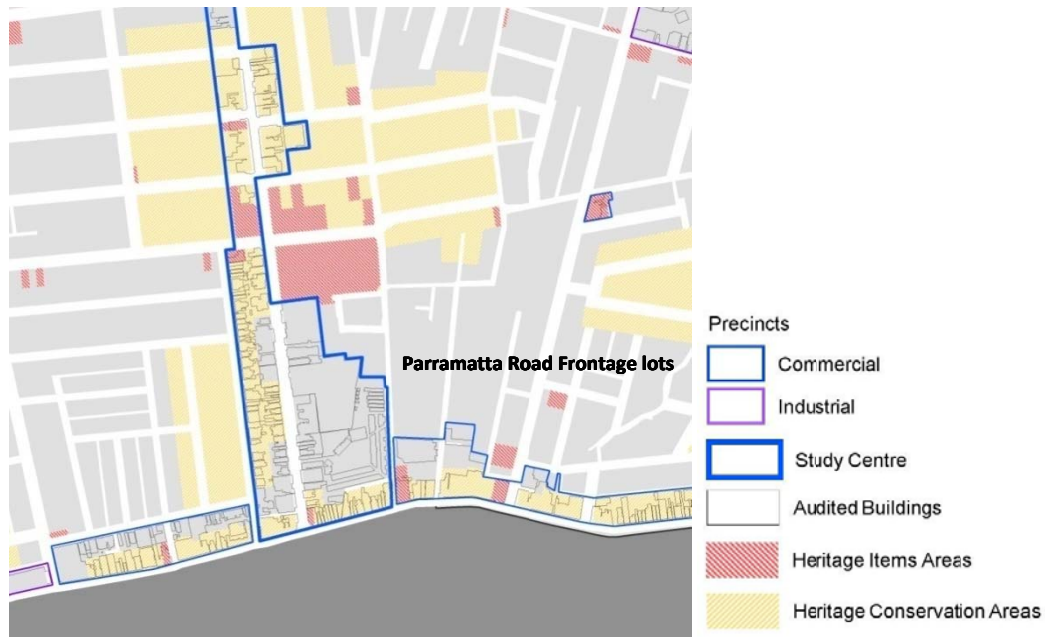 Parramatta Road Frontage lots
Precincts
Commercial
Industrial
Study Centre
Audited Buildings
Heritage Items Areas
Heritage Conservation Areas